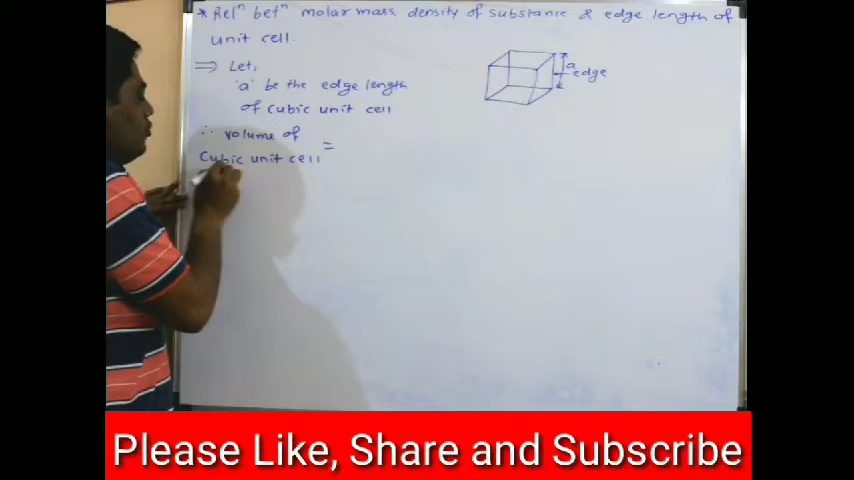 * Relⁿ betⁿ molar mass, density of substance & edge length of
unit cell.
⇒ Let,
'a' be the edge length
of cubic unit cell
∴ volume of
cubic unit cell =
a
edge
Please Like, Share and Subscribe